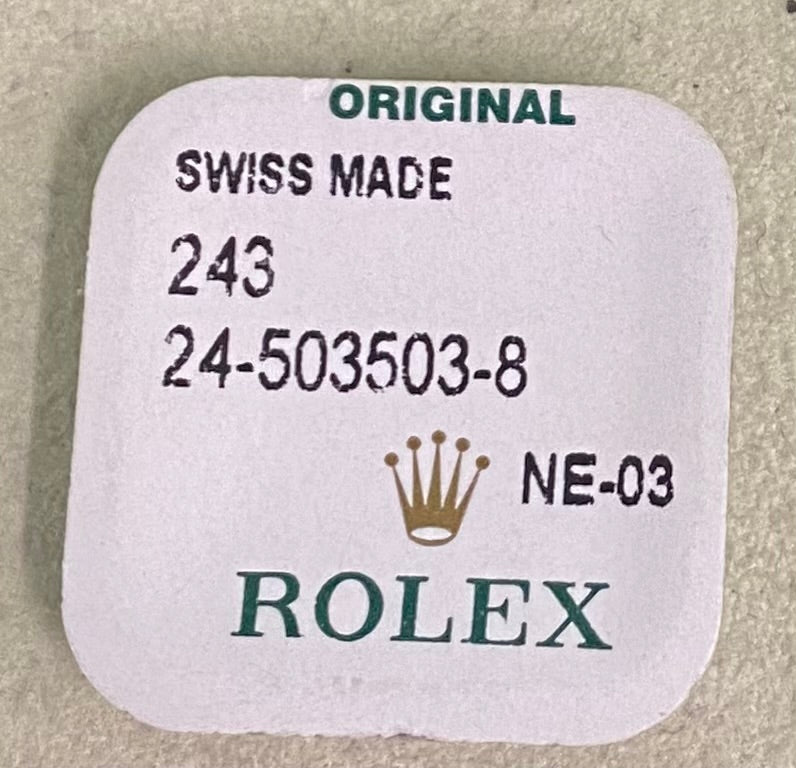 ORIGINAL
SWISS MADE
243
24-503503-8
NE-03
ROLEX